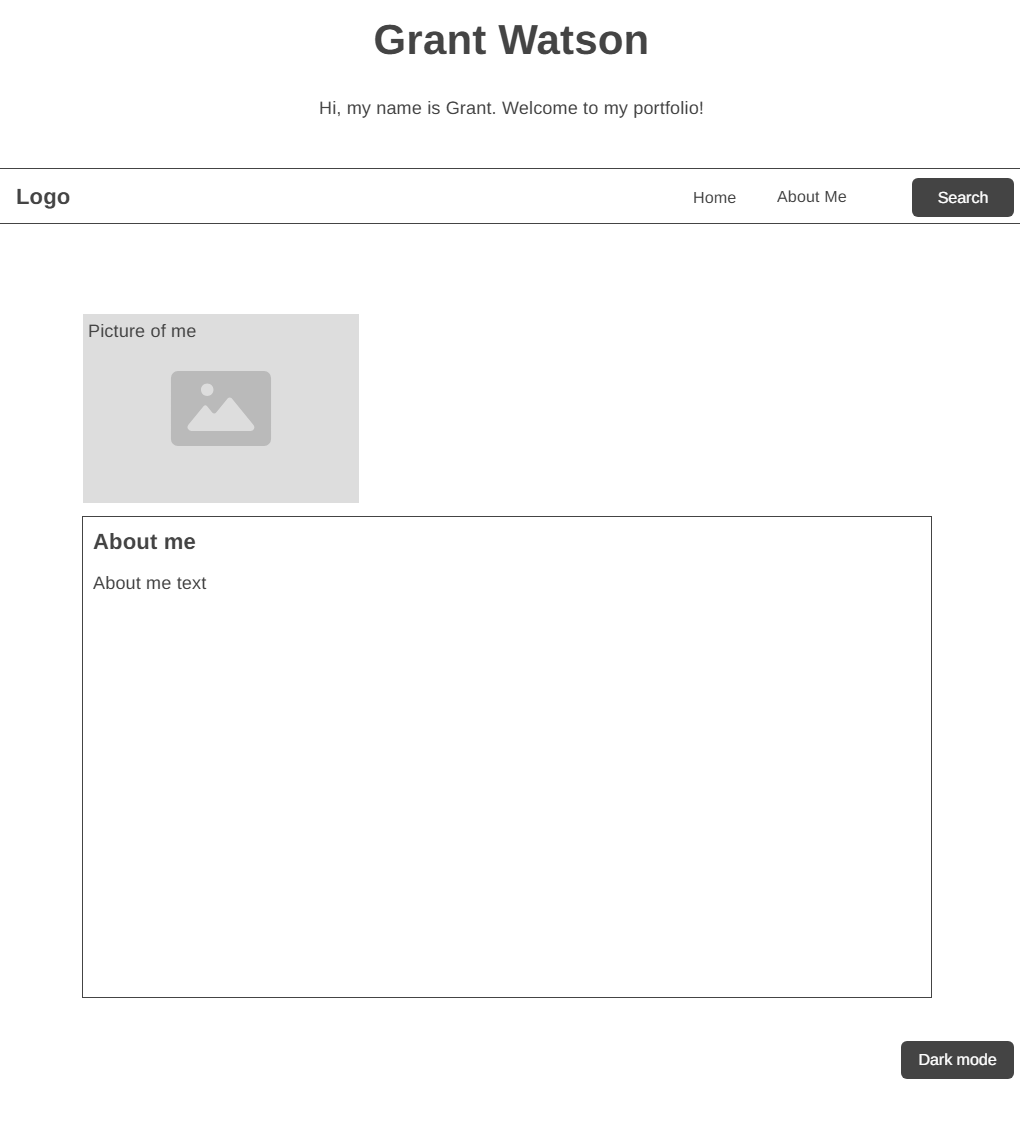 Grant Watson
Hi, my name is Grant. Welcome to my portfolio!
Logo
Home
About Me
Search
Picture of me
About me
About me text
Dark mode